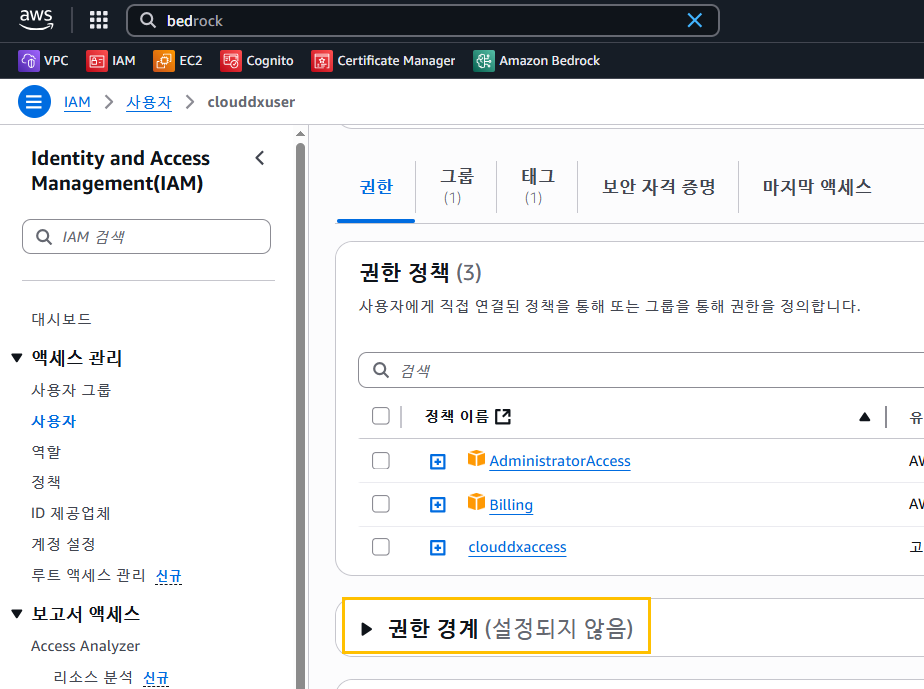 aws
bedrock
VPC
IAM
EC2
Cognito
Certificate Manager
Amazon Bedrock
IAM
사용자
clouddxuser
Identity and Access
Management(IAM)
IAM 검색
대시보드
액세스 관리
사용자 그룹
사용자
역할
정책
ID 제공업체
계정 설정
루트 액세스 관리 신규
보고서 액세스
Access Analyzer
리소스 분석 신규
권한
그룹
(1)
태그
(1)
보안 자격 증명
마지막 액세스
권한 정책 (3)
사용자에게 직접 연결된 정책을 통해 또는 그룹을 통해 권한을 정의합니다.
검색
정책 이름
유
AdministratorAccess
AW
Billing
AW
clouddxaccess
고
권한 경계 (설정되지 않음)